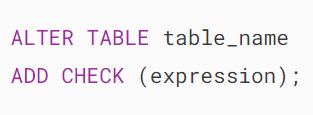 ALTER TABLE table_name
ADD CHECK (expression);